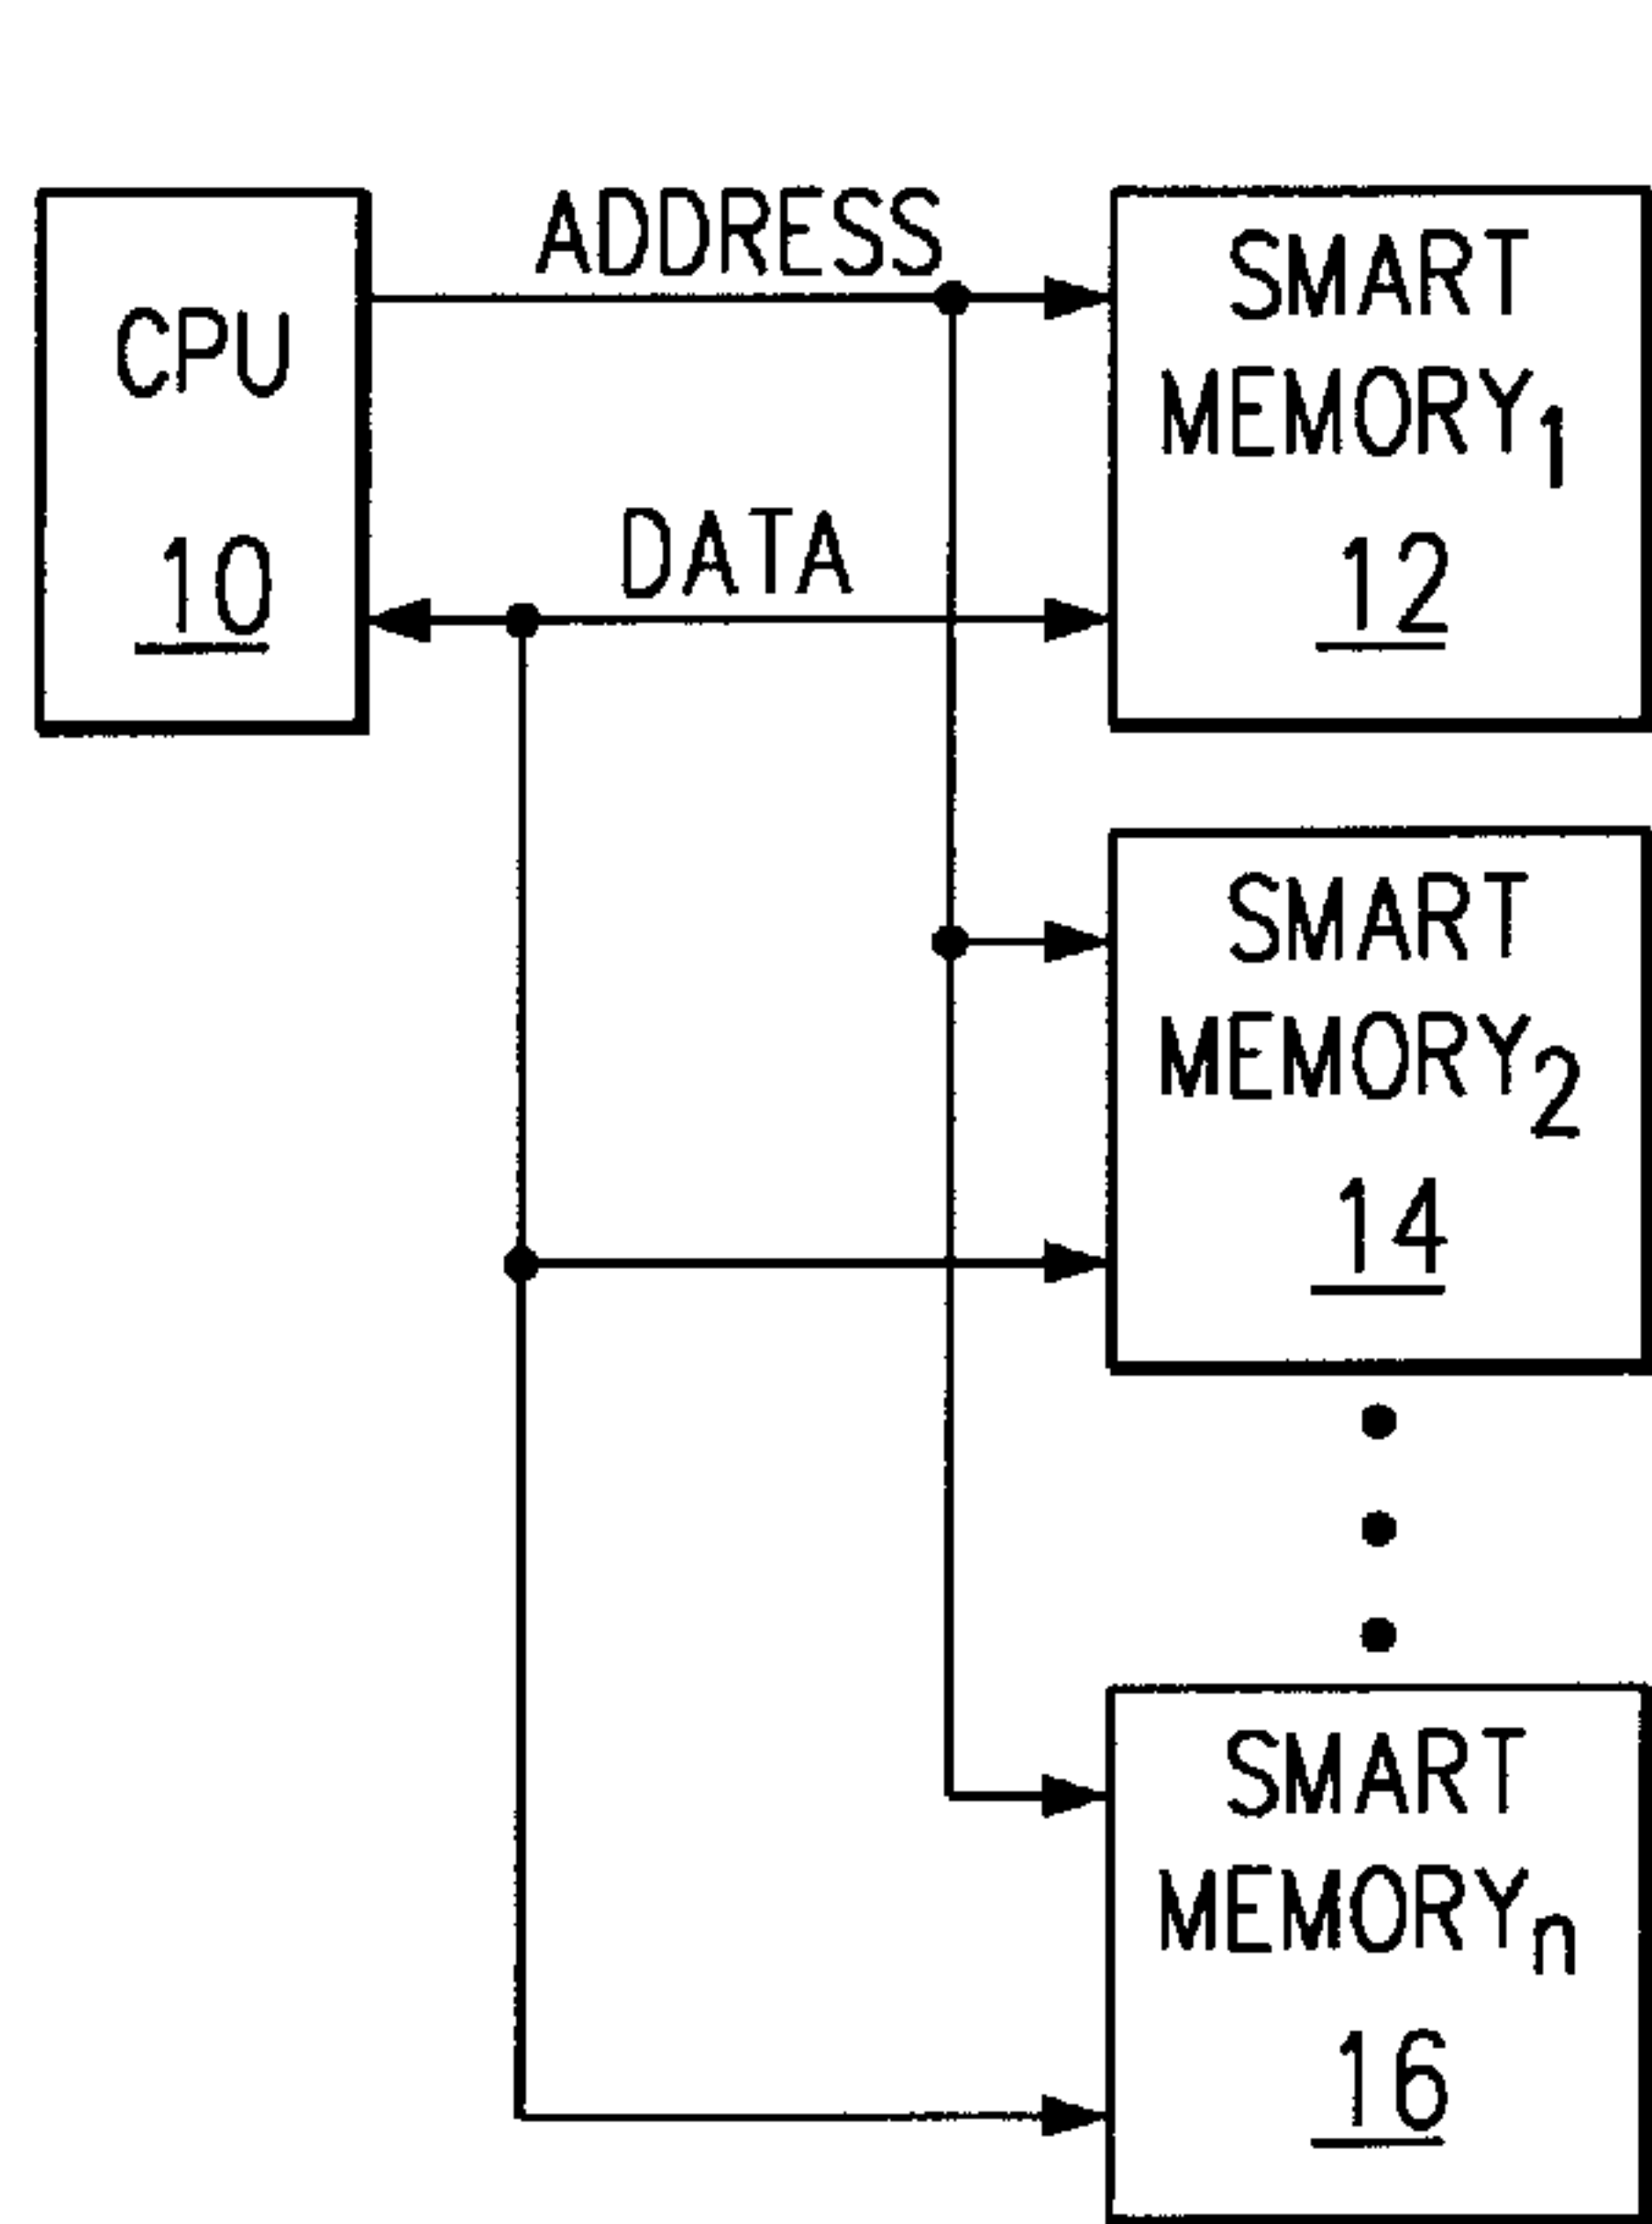 ADDRESS
CPU
10
DATA
SMART
MEMORY₁
12
SMART
MEMORY₂
14
SMART
MEMORYₙ
16